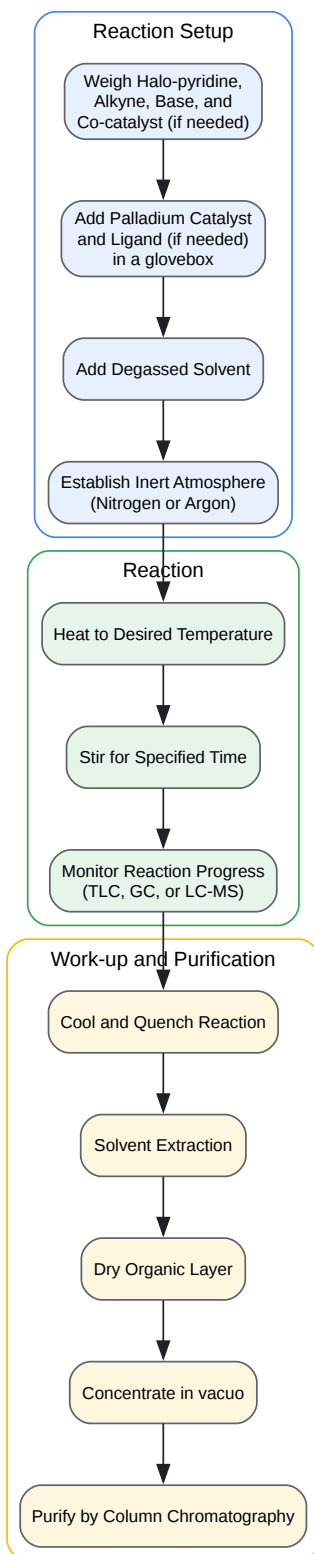 Reaction Setup
Weigh Halo-pyridine,
Alkyne, Base, and
Co-catalyst (if needed)
Add Palladium Catalyst
and Ligand (if needed)
in a glovebox
Add Degassed Solvent
Establish Inert Atmosphere
(Nitrogen or Argon)
Reaction
Heat to Desired Temperature
Stir for Specified Time
Monitor Reaction Progress
(TLC, GC, or LC-MS)
Work-up and Purification
Cool and Quench Reaction
Solvent Extraction
Dry Organic Layer
Concentrate in vacuo
Purify by Column Chromatography